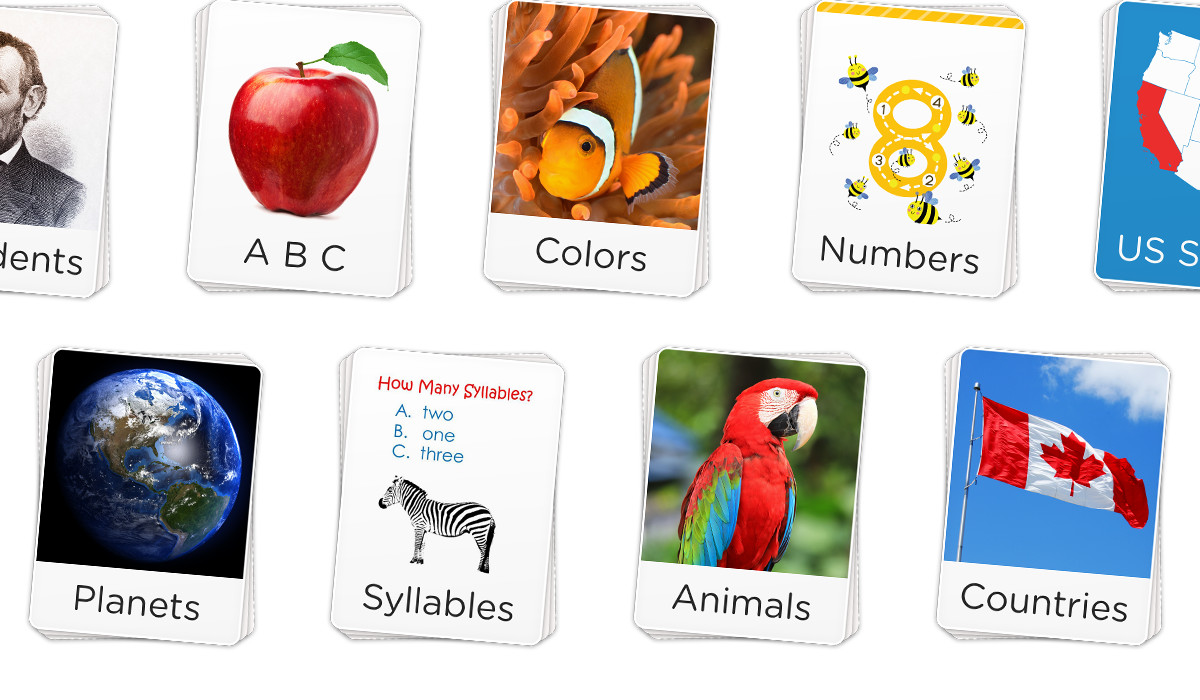 dents
A B C
Colors
1 4
3
2
Numbers
US S
Planets
How Many Syllables?
A. two
B. one
C. three
Syllables
Animals
Countries